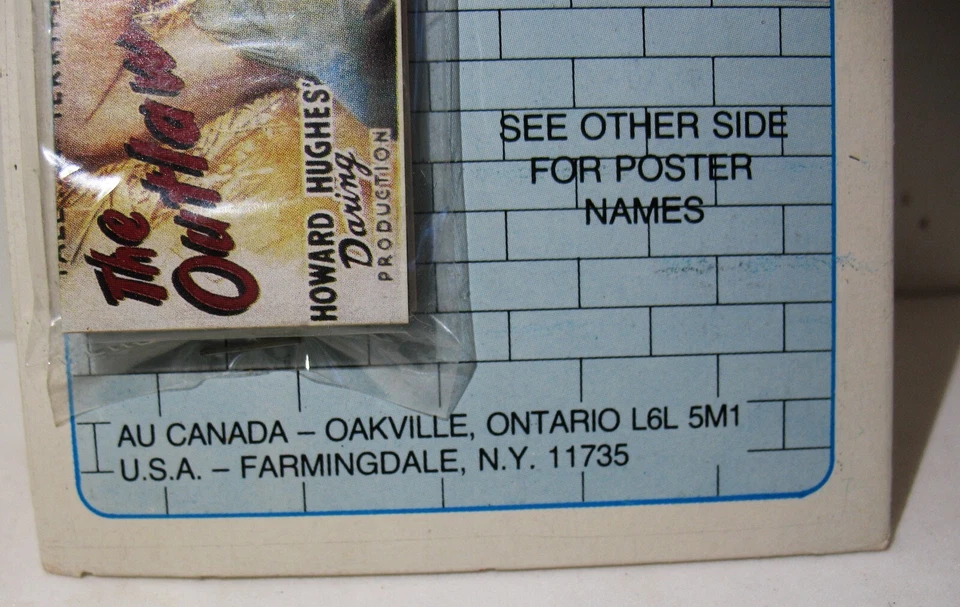 The
Outlaw
HOWARD HUGHES'
Daring
PRODUCTION
SEE OTHER SIDE
FOR POSTER
NAMES
AU CANADA – OAKVILLE, ONTARIO L6L 5M1
U.S.A. – FARMINGDALE, N.Y. 11735